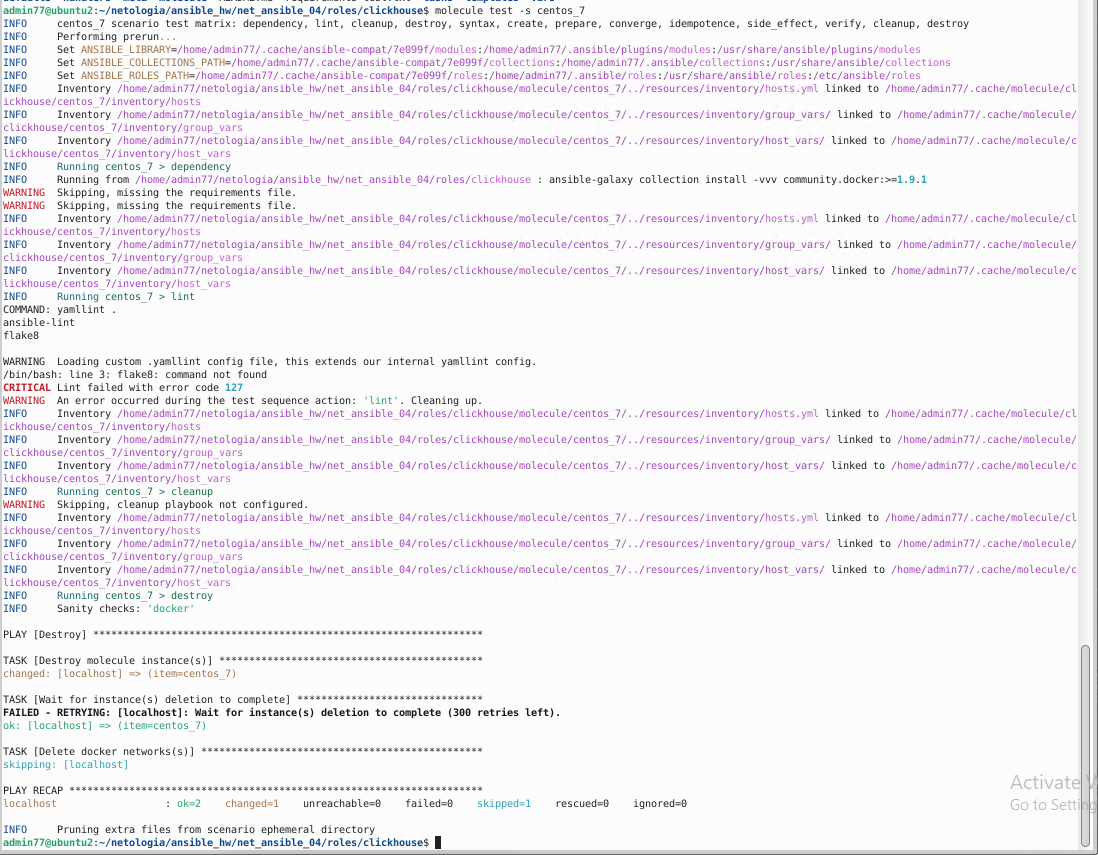 admin77@ubuntu2:~/netologia/ansible_hw/net_ansible_04/roles/clickhouse$ molecule test -s centos_7
INFO     centos_7 scenario test matrix: dependency, lint, cleanup, destroy, syntax, create, prepare, converge, idempotence, side_effect, verify, cleanup, destroy
INFO     Performing prerun...
INFO     Set ANSIBLE_LIBRARY=/home/admin77/.cache/ansible-compat/7e099f/modules:/home/admin77/.ansible/plugins/modules:/usr/share/ansible/plugins/modules
INFO     Set ANSIBLE_COLLECTIONS_PATH=/home/admin77/.cache/ansible-compat/7e099f/collections:/home/admin77/.ansible/collections:/usr/share/ansible/collections
INFO     Set ANSIBLE_ROLES_PATH=/home/admin77/.cache/ansible-compat/7e099f/roles:/home/admin77/.ansible/roles:/usr/share/ansible/roles:/etc/ansible/roles
INFO     Inventory /home/admin77/netologia/ansible_hw/net_ansible_04/roles/clickhouse/molecule/centos_7/../resources/inventory/hosts.yml linked to /home/admin77/.cache/molecule/cl
ickhouse/centos_7/inventory/hosts
INFO     Inventory /home/admin77/netologia/ansible_hw/net_ansible_04/roles/clickhouse/molecule/centos_7/../resources/inventory/group_vars/ linked to /home/admin77/.cache/molecule/
clickhouse/centos_7/inventory/group_vars
INFO     Inventory /home/admin77/netologia/ansible_hw/net_ansible_04/roles/clickhouse/molecule/centos_7/../resources/inventory/host_vars/ linked to /home/admin77/.cache/molecule/c
lickhouse/centos_7/inventory/host_vars
INFO     Running centos_7 > dependency
INFO     Running from /home/admin77/netologia/ansible_hw/net_ansible_04/roles/clickhouse : ansible-galaxy collection install -vvv community.docker:>=1.9.1
WARNING  Skipping, missing the requirements file.
WARNING  Skipping, missing the requirements file.
INFO     Inventory /home/admin77/netologia/ansible_hw/net_ansible_04/roles/clickhouse/molecule/centos_7/../resources/inventory/hosts.yml linked to /home/admin77/.cache/molecule/cl
ickhouse/centos_7/inventory/hosts
INFO     Inventory /home/admin77/netologia/ansible_hw/net_ansible_04/roles/clickhouse/molecule/centos_7/../resources/inventory/group_vars/ linked to /home/admin77/.cache/molecule/
clickhouse/centos_7/inventory/group_vars
INFO     Inventory /home/admin77/netologia/ansible_hw/net_ansible_04/roles/clickhouse/molecule/centos_7/../resources/inventory/host_vars/ linked to /home/admin77/.cache/molecule/c
lickhouse/centos_7/inventory/host_vars
INFO     Running centos_7 > lint
COMMAND: yamllint .
ansible-lint
flake8
WARNING  Loading custom .yamllint config file, this extends our internal yamllint config.
/bin/bash: line 3: flake8: command not found
CRITICAL Lint failed with error code 127
WARNING  An error occurred during the test sequence action: 'lint'. Cleaning up.
INFO     Inventory /home/admin77/netologia/ansible_hw/net_ansible_04/roles/clickhouse/molecule/centos_7/../resources/inventory/hosts.yml linked to /home/admin77/.cache/molecule/cl
ickhouse/centos_7/inventory/hosts
INFO     Inventory /home/admin77/netologia/ansible_hw/net_ansible_04/roles/clickhouse/molecule/centos_7/../resources/inventory/group_vars/ linked to /home/admin77/.cache/molecule/
clickhouse/centos_7/inventory/group_vars
INFO     Inventory /home/admin77/netologia/ansible_hw/net_ansible_04/roles/clickhouse/molecule/centos_7/../resources/inventory/host_vars/ linked to /home/admin77/.cache/molecule/c
lickhouse/centos_7/inventory/host_vars
INFO     Running centos_7 > cleanup
WARNING  Skipping, cleanup playbook not configured.
INFO     Inventory /home/admin77/netologia/ansible_hw/net_ansible_04/roles/clickhouse/molecule/centos_7/../resources/inventory/hosts.yml linked to /home/admin77/.cache/molecule/cl
ickhouse/centos_7/inventory/hosts
INFO     Inventory /home/admin77/netologia/ansible_hw/net_ansible_04/roles/clickhouse/molecule/centos_7/../resources/inventory/group_vars/ linked to /home/admin77/.cache/molecule/
clickhouse/centos_7/inventory/group_vars
INFO     Inventory /home/admin77/netologia/ansible_hw/net_ansible_04/roles/clickhouse/molecule/centos_7/../resources/inventory/host_vars/ linked to /home/admin77/.cache/molecule/c
lickhouse/centos_7/inventory/host_vars
INFO     Running centos_7 > destroy
INFO     Sanity checks: 'docker'
PLAY [Destroy] *****************************************************************
TASK [Destroy molecule instance(s)] ********************************************
changed: [localhost] => (item=centos_7)
TASK [Wait for instance(s) deletion to complete] *******************************
FAILED - RETRYING: [localhost]: Wait for instance(s) deletion to complete (300 retries left).
ok: [localhost] => (item=centos_7)
TASK [Delete docker networks(s)] ***********************************************
skipping: [localhost]
PLAY RECAP *********************************************************************
localhost                  : ok=2    changed=1    unreachable=0    failed=0    skipped=1    rescued=0    ignored=0
INFO     Pruning extra files from scenario ephemeral directory
admin77@ubuntu2:~/netologia/ansible_hw/net_ansible_04/roles/clickhouse$
Activate W
Go to Setting